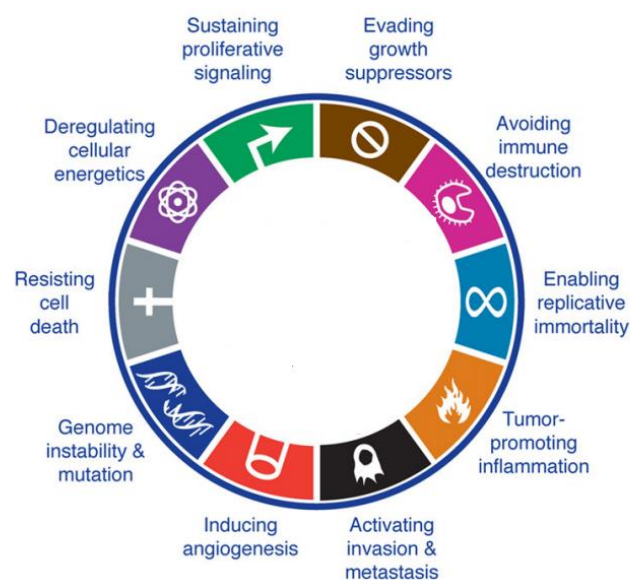 Sustaining
proliferative
signaling
Evading
growth
suppressors
Avoiding
immune
destruction
Enabling
replicative
immortality
Tumor-
promoting
inflammation
Activating
invasion &
metastasis
Inducing
angiogenesis
Genome
instability &
mutation
Resisting
cell
death
Deregulating
cellular
energetics